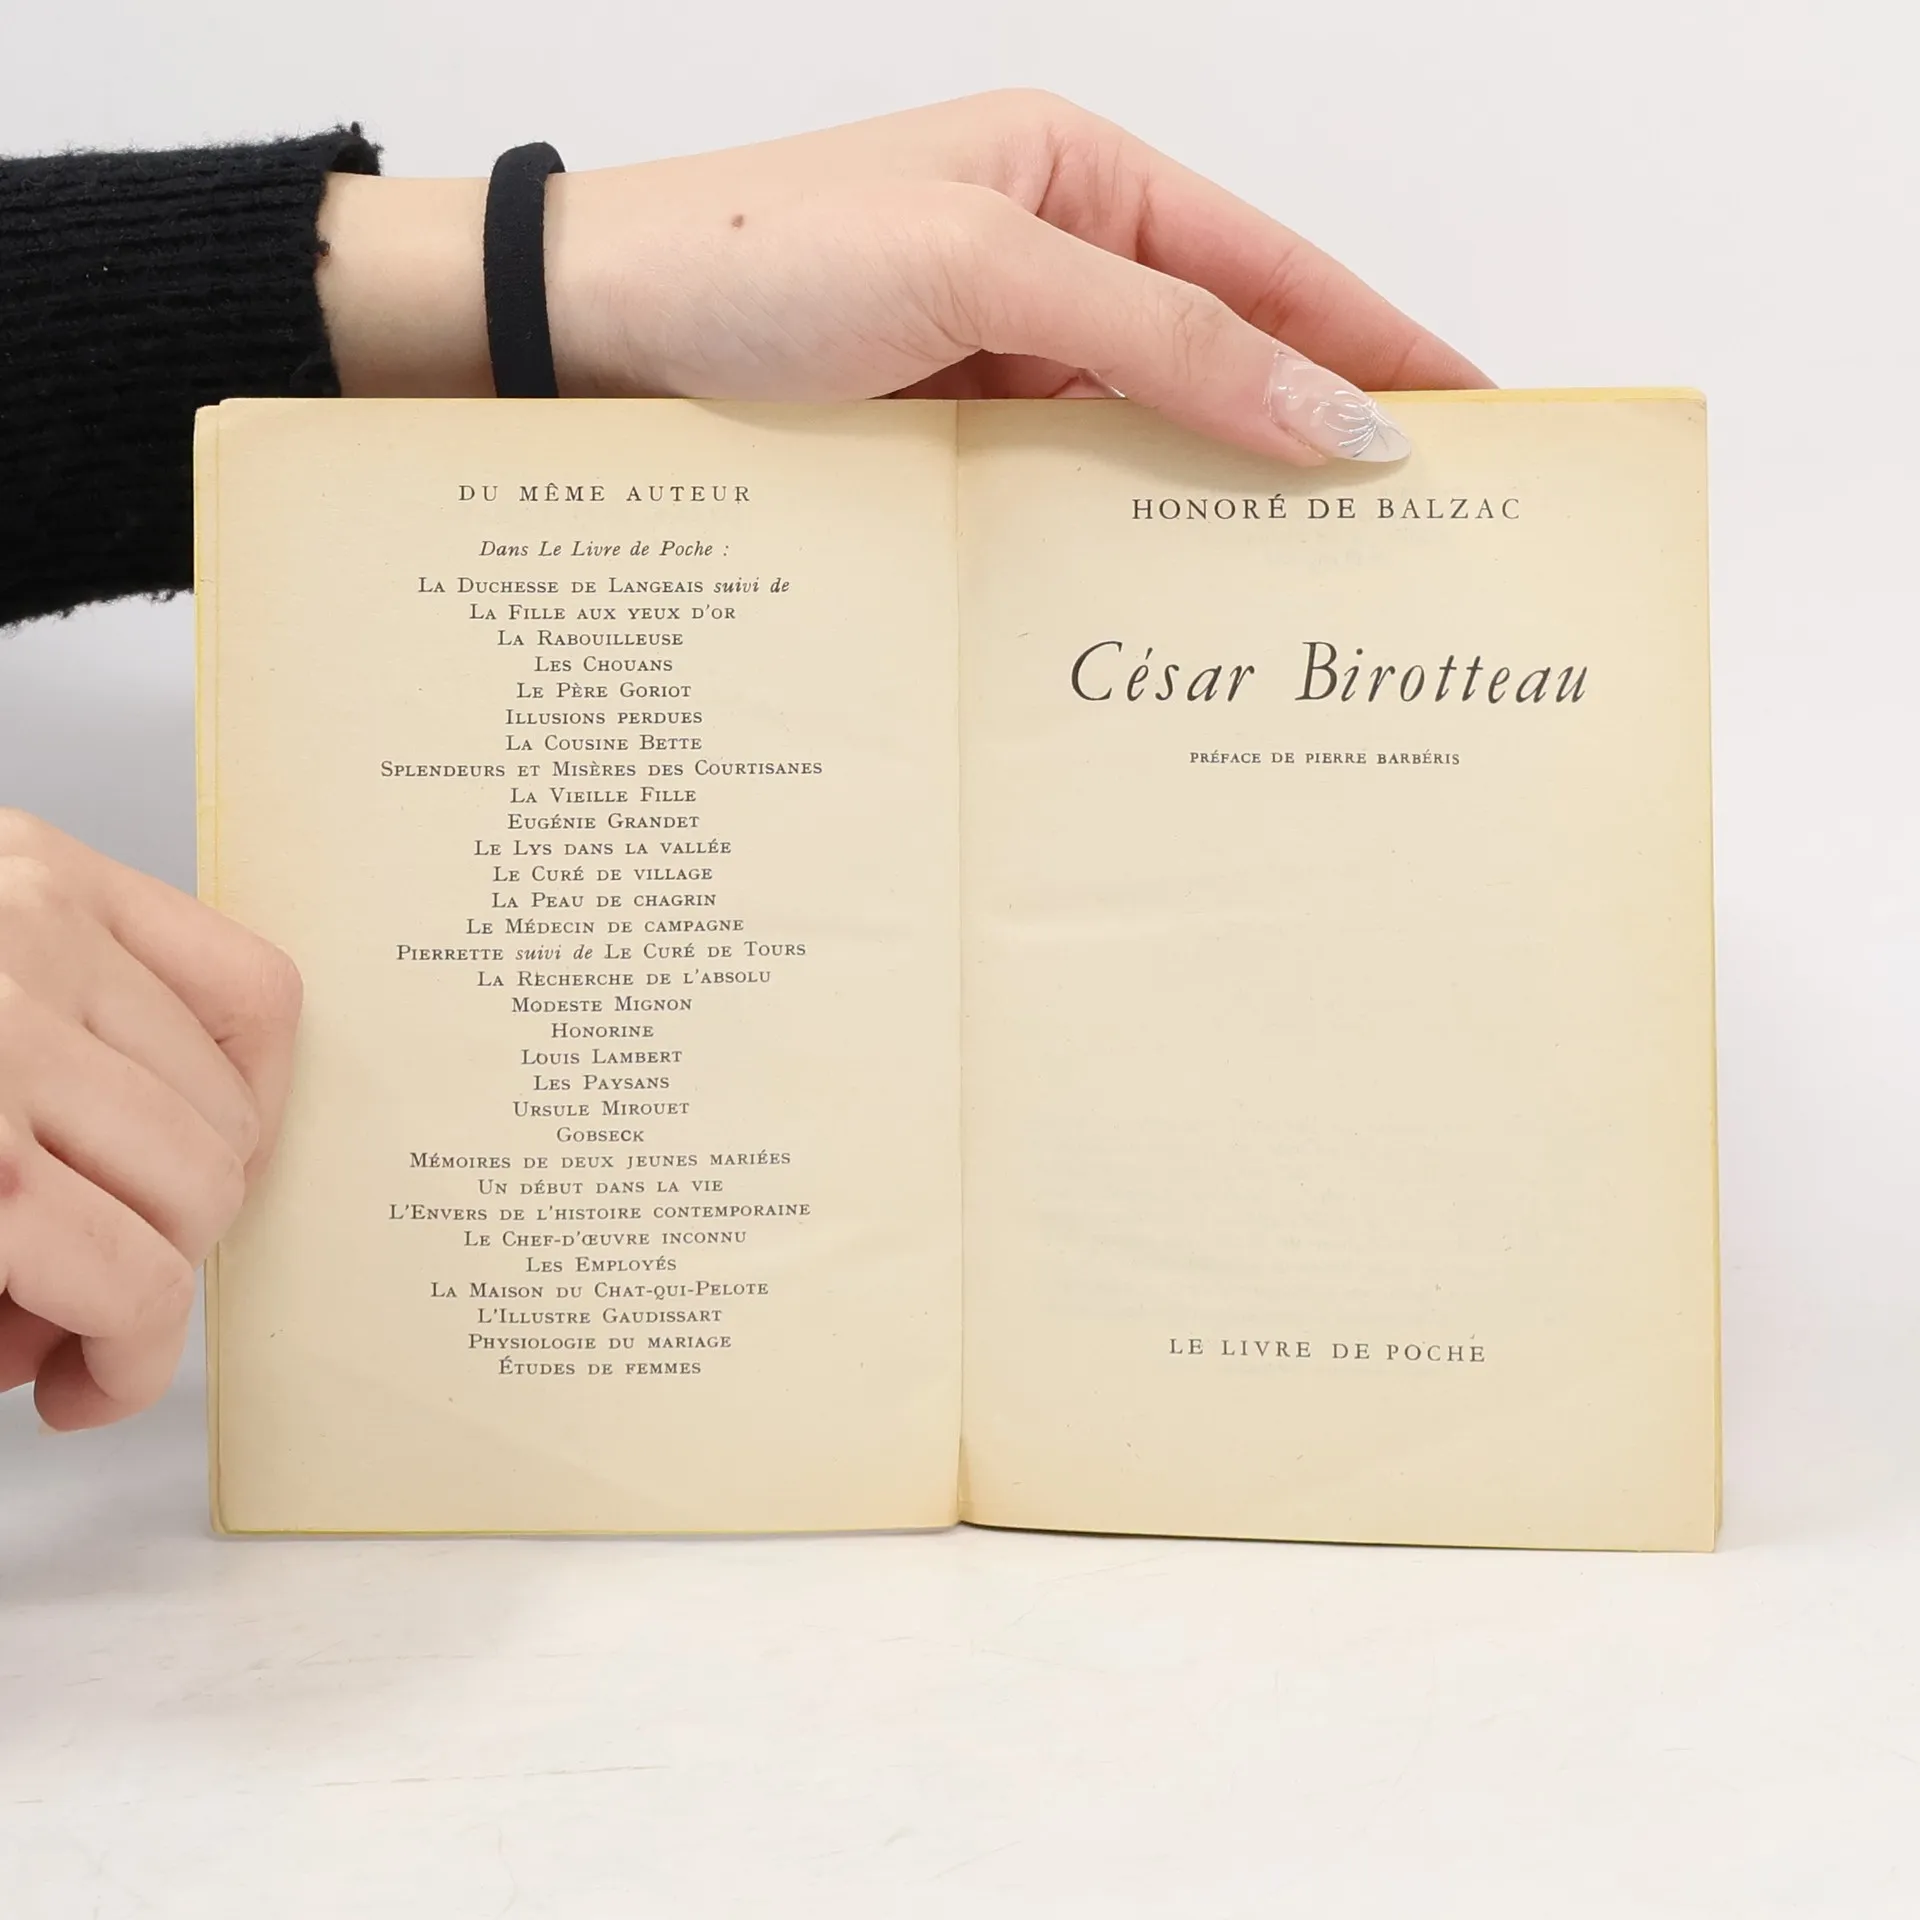 DU MÊME AUTEUR
Dans Le Livre de Poche :
La Duchesse de Langeais suivi de
La Fille aux yeux d'or
La Rabouilleuse
Les Chouans
Le Père Goriot
Illusions perdues
La Cousine Bette
Splendeurs et Misères des Courtisanes
La Vieille Fille
Eugénie Grandet
Le Lys dans la vallée
Le Curé de village
La Peau de chagrin
Le Médecin de campagne
Pierrette suivi de Le Curé de Tours
La Recherche de l'absolu
Modeste Mignon
Honorine
Louis Lambert
Les Paysans
Ursule Mirouet
Gobseck
Mémoires de deux jeunes mariées
Un début dans la vie
L'Envers de l'histoire contemporaine
Le Chef-d'œuvre inconnu
Les Employés
La Maison du Chat-qui-Pelote
L'Illustre Gaudissart
Physiologie du mariage
Études de femmes
HONORÉ DE BALZAC
César Birotteau
PRÉFACE DE PIERRE BARBÉRIS
LE LIVRE DE POCHE